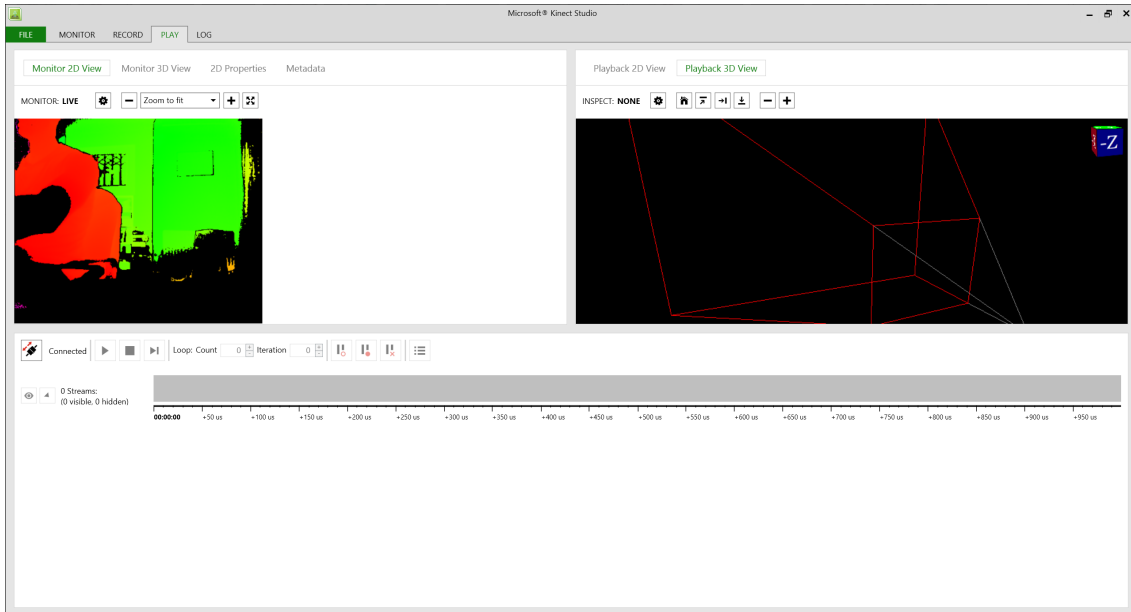 Microsoft® Kinect Studio
FILE MONITOR RECORD PLAY LOG
Monitor 2D View Monitor 3D View 2D Properties Metadata
Playback 2D View Playback 3D View
MONITOR: LIVE Zoom to fit
INSPECT: NONE
-Z
Connected Loop: Count 0 Iteration 0
0 Streams:
(0 visible, 0 hidden)
00:00:00 +50 us +100 us +150 us +200 us +250 us +300 us +350 us +400 us +450 us +500 us +550 us +600 us +650 us +700 us +750 us +800 us +850 us +900 us +950 us